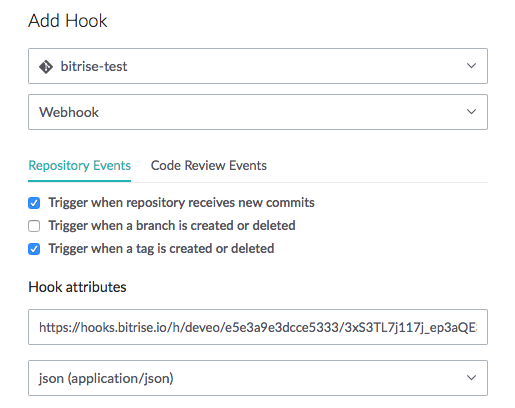 Add Hook
bitrise-test
Webhook
Repository Events Code Review Events
Trigger when repository receives new commits
Trigger when a branch is created or deleted
Trigger when a tag is created or deleted
Hook attributes
https://hooks.bitrise.io/h/deveo/e5e3a9e3dcce5333/3xS3TL7j117j_ep3aQE
json (application/json)